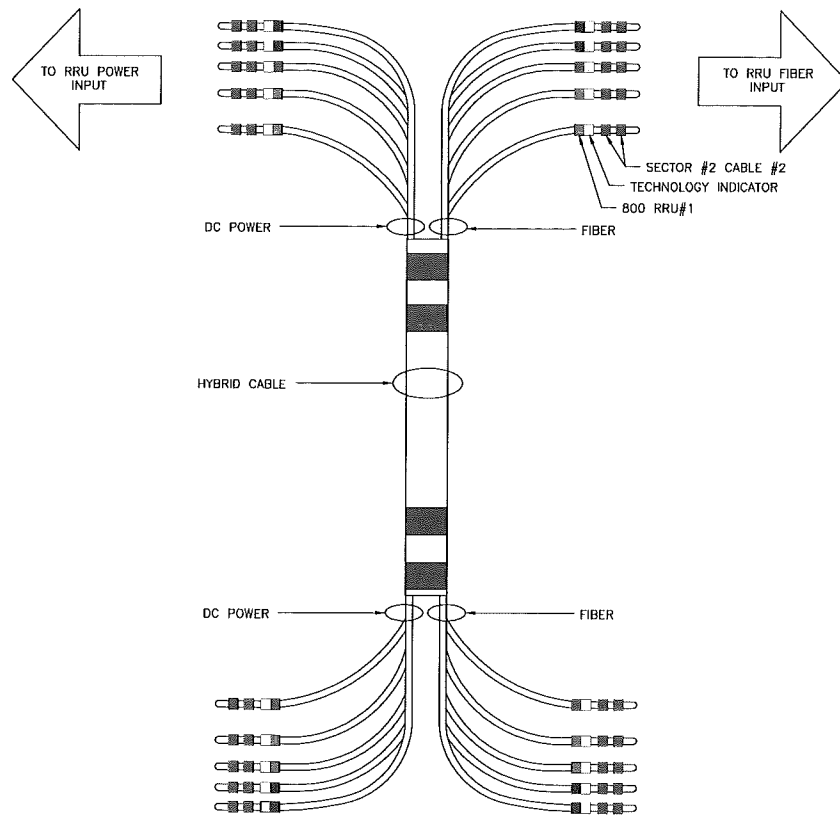 TO RRU POWER
INPUT
TO RRU FIBER
INPUT
SECTOR #2 CABLE #2
TECHNOLOGY INDICATOR
800 RRU#1
DC POWER
FIBER
HYBRID CABLE
DC POWER
FIBER